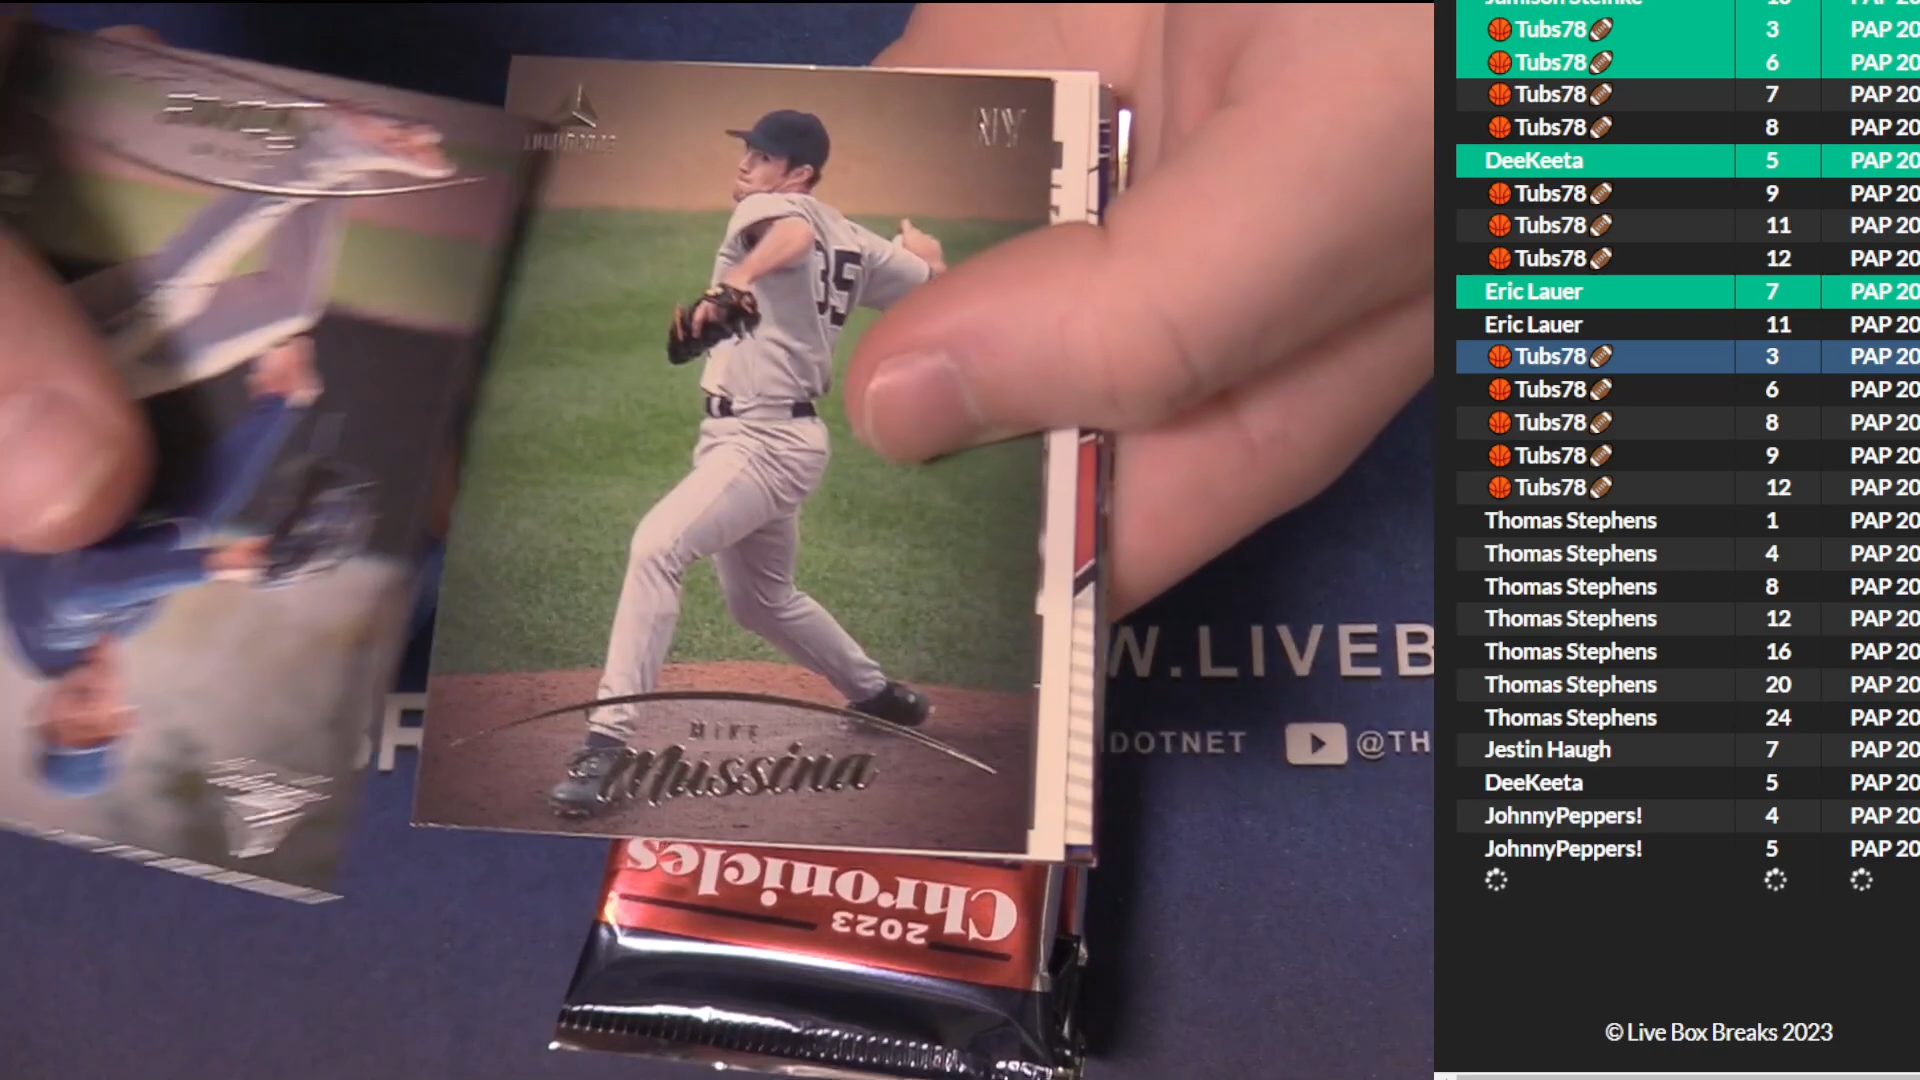 LUMINANCE
NY
35
MIKE
Mussina
W.LIVEB
DOTNET
@TH
Chronicles
2023
Jamison Steinke 10 PAP 20
🏀 Tubs78🏈 3 PAP 20
🏀 Tubs78🏈 6 PAP 20
🏀 Tubs78🏈 7 PAP 20
🏀 Tubs78🏈 8 PAP 20
DeeKeeta 5 PAP 20
🏀 Tubs78🏈 9 PAP 20
🏀 Tubs78🏈 11 PAP 20
🏀 Tubs78🏈 12 PAP 20
Eric Lauer 7 PAP 20
Eric Lauer 11 PAP 20
🏀 Tubs78🏈 3 PAP 20
🏀 Tubs78🏈 6 PAP 20
🏀 Tubs78🏈 8 PAP 20
🏀 Tubs78🏈 9 PAP 20
🏀 Tubs78🏈 12 PAP 20
Thomas Stephens 1 PAP 20
Thomas Stephens 4 PAP 20
Thomas Stephens 8 PAP 20
Thomas Stephens 12 PAP 20
Thomas Stephens 16 PAP 20
Thomas Stephens 20 PAP 20
Thomas Stephens 24 PAP 20
Jestin Haugh 7 PAP 20
DeeKeeta 5 PAP 20
JohnnyPeppers! 4 PAP 20
JohnnyPeppers! 5 PAP 20
© Live Box Breaks 2023